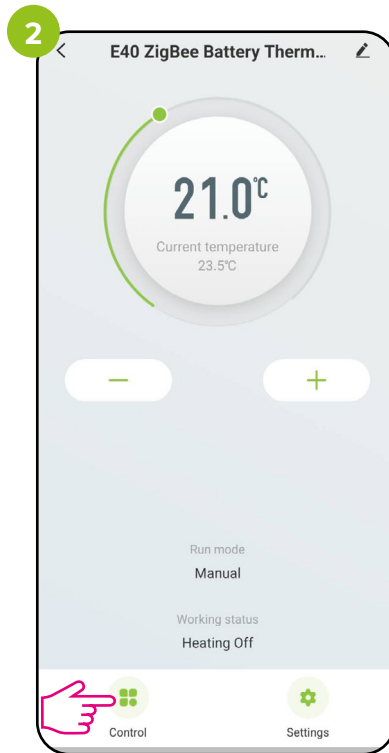 2
E40 ZigBee Battery Therm...
21.0℃
Current temperature
23.5℃
Run mode
Manual
Working status
Heating Off
Control
Settings